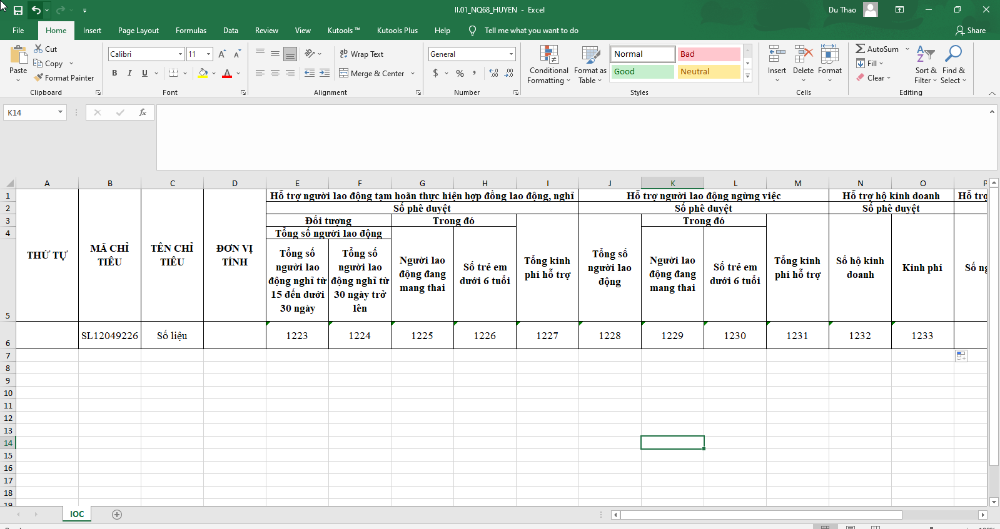 II.01_NQ68_HUYEN - Excel
Du Thao
File Home Insert Page Layout Formulas Data Review View Kutools ™ Kutools Plus Help Tell me what you want to do
Share
Paste
Cut
Copy
Format Painter
Clipboard
Calibri 11
B I U
Font
Wrap Text
Merge & Center
Alignment
General
$ % ,
Number
Conditional
Formatting
Format as
Table
Normal Bad
Good Neutral
Styles
Insert Delete Format
Cells
AutoSum
Fill
Clear
Sort &
Filter
Find &
Select
Editing
K14
fx
A B C D E F G H I J K L M N O P
1
2
3
4
5
6
7
8
9
10
11
12
13
14
15
16
17
18
19
THỨ TỰ
MÃ CHỈ
TIÊU
TÊN CHỈ
TIÊU
ĐƠN VỊ
TÍNH
Hỗ trợ người lao động tạm hoãn thực hiện hợp đồng lao động, nghỉ
Số phê duyệt
Đối tượng
Tổng số người lao động
Tổng số
người lao
động nghỉ từ
15 đến dưới
30 ngày
Tổng số
người lao
động nghỉ từ
30 ngày trở
lên
Trong đó
Người lao
động đang
mang thai
Số trẻ em
dưới 6 tuổi
Tổng kinh
phí hỗ trợ
Hỗ trợ người lao động ngừng việc
Số phê duyệt
Tổng số
người lao
động
Trong đó
Người lao
động đang
mang thai
Số trẻ em
dưới 6 tuổi
Tổng kinh
phí hỗ trợ
Hỗ trợ hộ kinh doanh
Số phê duyệt
Số hộ kinh
doanh
Kinh phí
Hỗ trợ
Số
SL12049226 Số liệu 1223 1224 1225 1226 1227 1228 1229 1230 1231 1232 1233
IOC